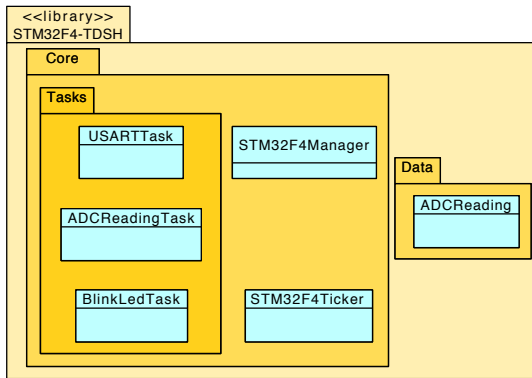 <<library>>
STM32F4-TDSH
Core
Tasks
USARTTask
STM32F4Manager
Data
ADCReadingTask
ADCReading
BlinkLedTask
STM32F4Ticker